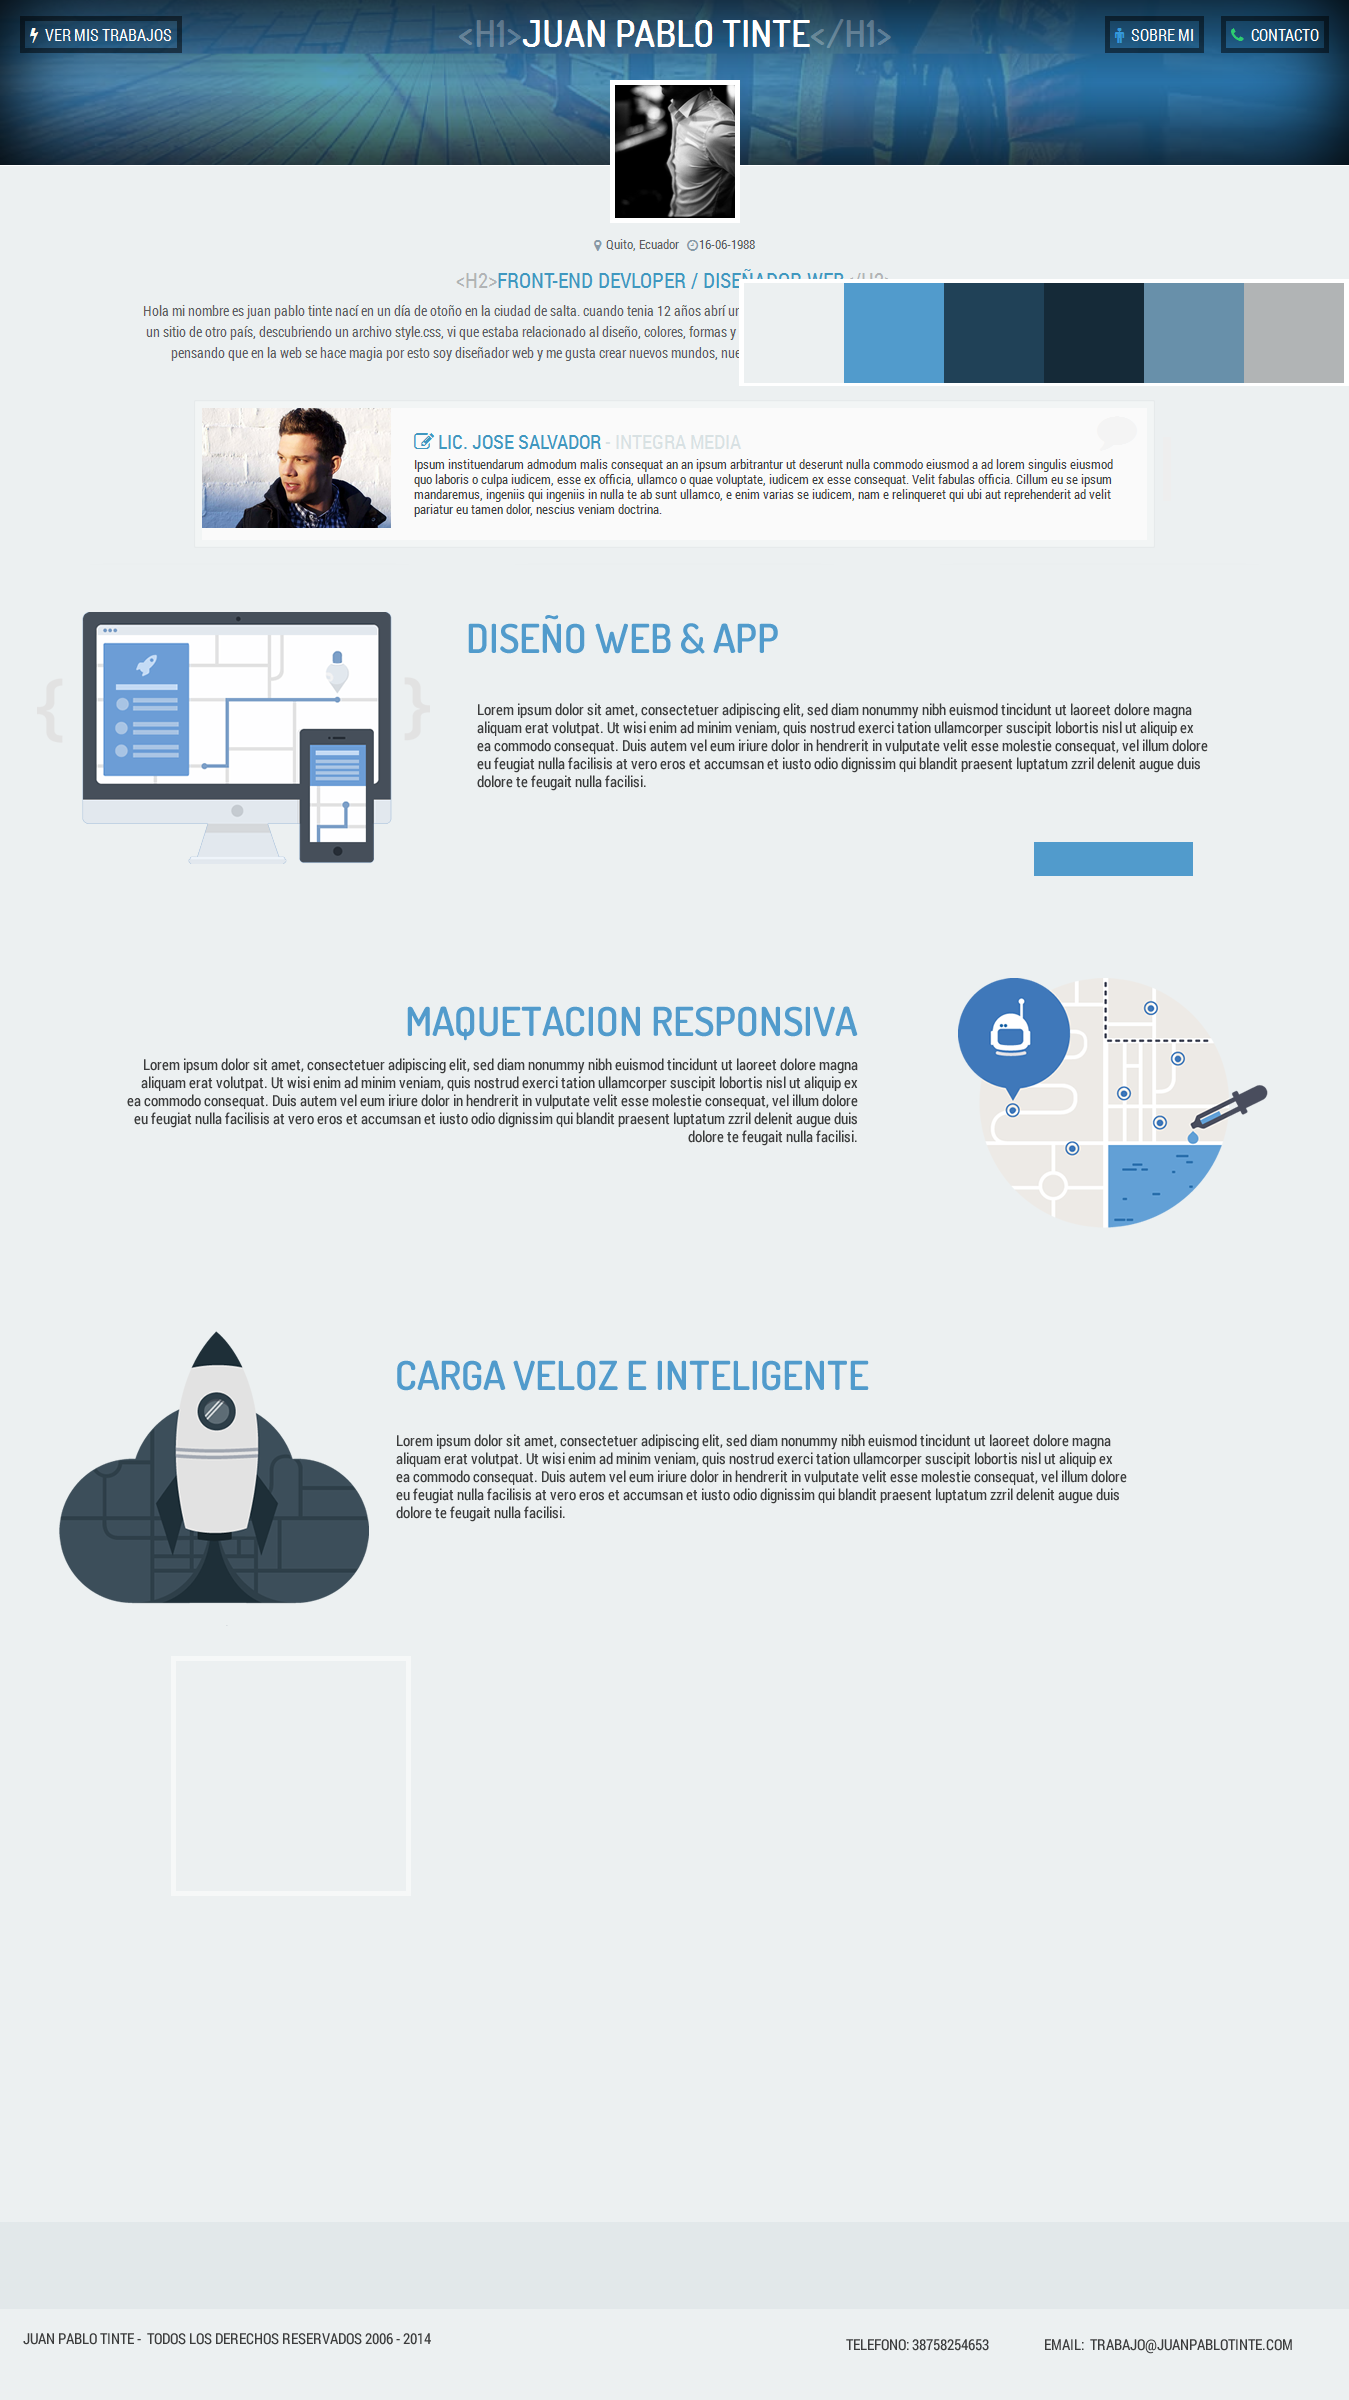 VER MIS TRABAJOS
<H1>JUAN PABLO TINTE</H1>
SOBRE MI
CONTACTO
Quito, Ecuador 16-06-1988
<H2>FRONT-END DEVLOPER / DISEÑADOR WEB </H2>
Hola mi nombre es juan pablo tinte nací en un día de otoño en la ciudad de salta. cuando tenia 12 años abrí
un sitio de otro país, descubriendo un archivo style.css, vi que estaba relacionado al diseño, colores, formas y
pensando que en la web se hace magia por esto soy diseñador web y me gusta crear nuevos mundos,
LIC. JOSE SALVADOR - INTEGRA MEDIA
Ipsum instituendarum admodum malis consequat an an ipsum arbitrantur ut deserunt nulla commodo eiusmod a ad lorem singulis eiusmod
quo laboris o culpa iudicem, esse ex officia, ullamco o quae voluptate, iudicem ex esse consequat. Velit fabulas officia. Cillum eu se ipsum
mandaremus, ingeniis qui ingeniis in nulla te ab sunt ullamco, e enim varias se iudicem, nam e relinqueret qui ubi aut reprehenderit ad velit
pariatur eu tamen dolor, nescius veniam doctrina.
{ }
DISEÑO WEB & APP
Lorem ipsum dolor sit amet, consectetuer adipiscing elit, sed diam nonummy nibh euismod tincidunt ut laoreet dolore magna
aliquam erat volutpat. Ut wisi enim ad minim veniam, quis nostrud exerci tation ullamcorper suscipit lobortis nisl ut aliquip ex
ea commodo consequat. Duis autem vel eum iriure dolor in hendrerit in vulputate velit esse molestie consequat, vel illum dolore
eu feugiat nulla facilisis at vero eros et accumsan et iusto odio dignissim qui blandit praesent luptatum zzril delenit augue duis
dolore te feugait nulla facilisi.
MAQUETACION RESPONSIVA
Lorem ipsum dolor sit amet, consectetuer adipiscing elit, sed diam nonummy nibh euismod tincidunt ut laoreet dolore magna
aliquam erat volutpat. Ut wisi enim ad minim veniam, quis nostrud exerci tation ullamcorper suscipit lobortis nisl ut aliquip ex
ea commodo consequat. Duis autem vel eum iriure dolor in hendrerit in vulputate velit esse molestie consequat, vel illum dolore
eu feugiat nulla facilisis at vero eros et accumsan et iusto odio dignissim qui blandit praesent luptatum zzril delenit augue duis
dolore te feugait nulla facilisi.
CARGA VELOZ E INTELIGENTE
Lorem ipsum dolor sit amet, consectetuer adipiscing elit, sed diam nonummy nibh euismod tincidunt ut laoreet dolore magna
aliquam erat volutpat. Ut wisi enim ad minim veniam, quis nostrud exerci tation ullamcorper suscipit lobortis nisl ut aliquip ex
ea commodo consequat. Duis autem vel eum iriure dolor in hendrerit in vulputate velit esse molestie consequat, vel illum dolore
eu feugiat nulla facilisis at vero eros et accumsan et iusto odio dignissim qui blandit praesent luptatum zzril delenit augue duis
dolore te feugait nulla facilisi.
JUAN PABLO TINTE - TODOS LOS DERECHOS RESERVADOS 2006 - 2014
TELEFONO: 38758254653
EMAIL: TRABAJO@JUANPABLOTINTE.COM